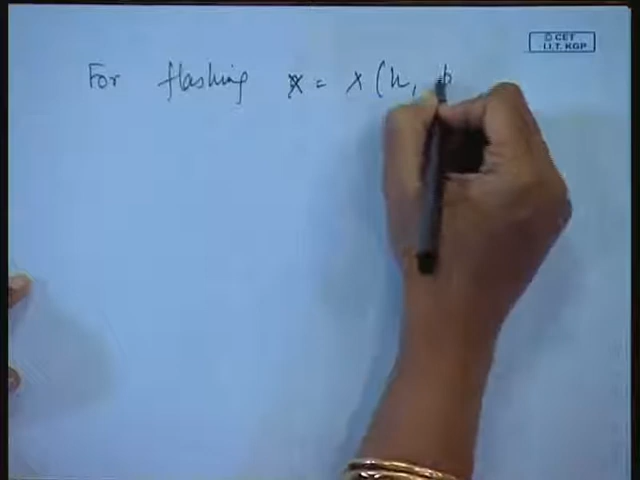 © CET
I.I.T. KGP
For flashing x = x (h, p